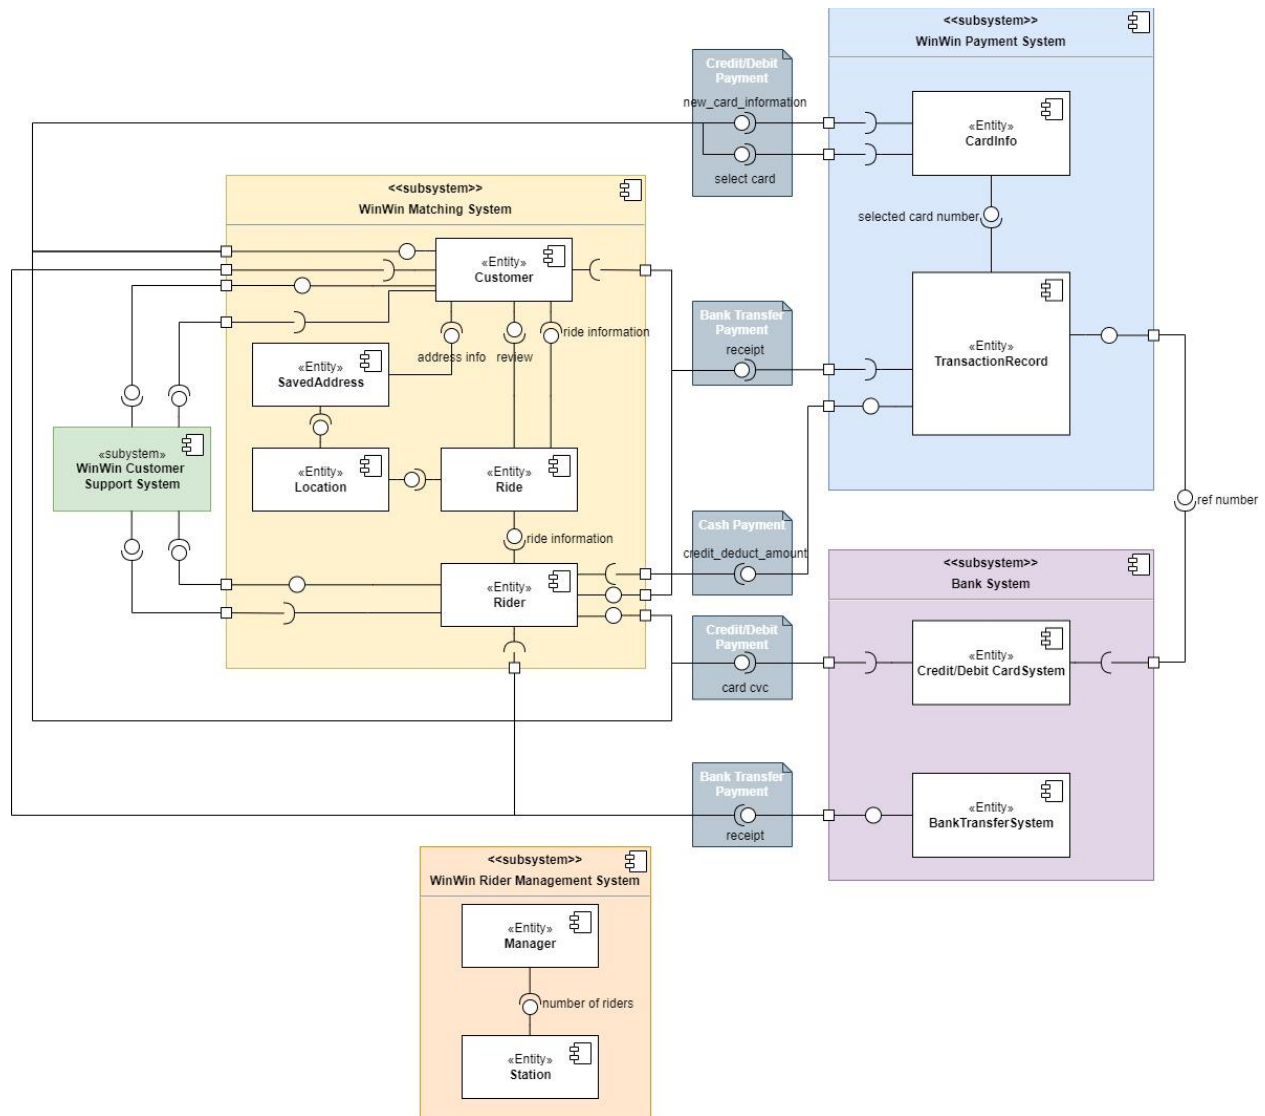 <<subsystem>>
WinWin Payment System
Credit/Debit
Payment
new_card_information
select card
«Entity»
CardInfo
selected card number
<<subsystem>>
WinWin Matching System
«Entity»
Customer
address info
review
ride information
«Entity»
SavedAddress
Bank Transfer
Payment
receipt
«Entity»
TransactionRecord
«subystem»
WinWin Customer
Support System
«Entity»
Location
«Entity»
Ride
ride information
ref number
Cash Payment
credit_deduct_amount
<<subsystem>>
Bank System
«Entity»
Rider
Credit/Debit
Payment
card cvc
«Entity»
Credit/Debit CardSystem
Bank Transfer
Payment
receipt
«Entity»
BankTransferSystem
<<subsystem>>
WinWin Rider Management System
«Entity»
Manager
number of riders
«Entity»
Station